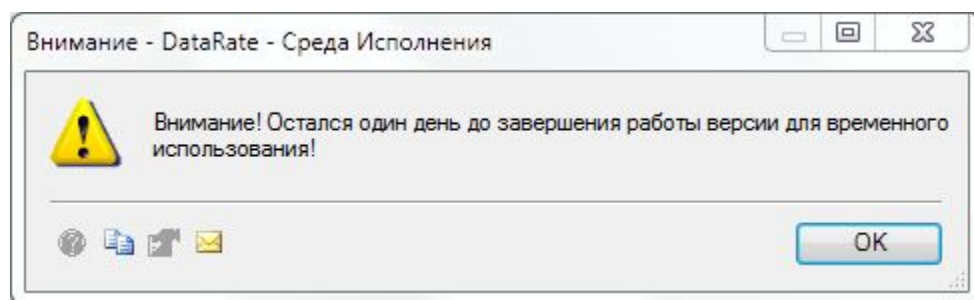 Внимание - DataRate - Среда Исполнения
Внимание! Остался один день до завершения работы версии для временного
использования!
OK